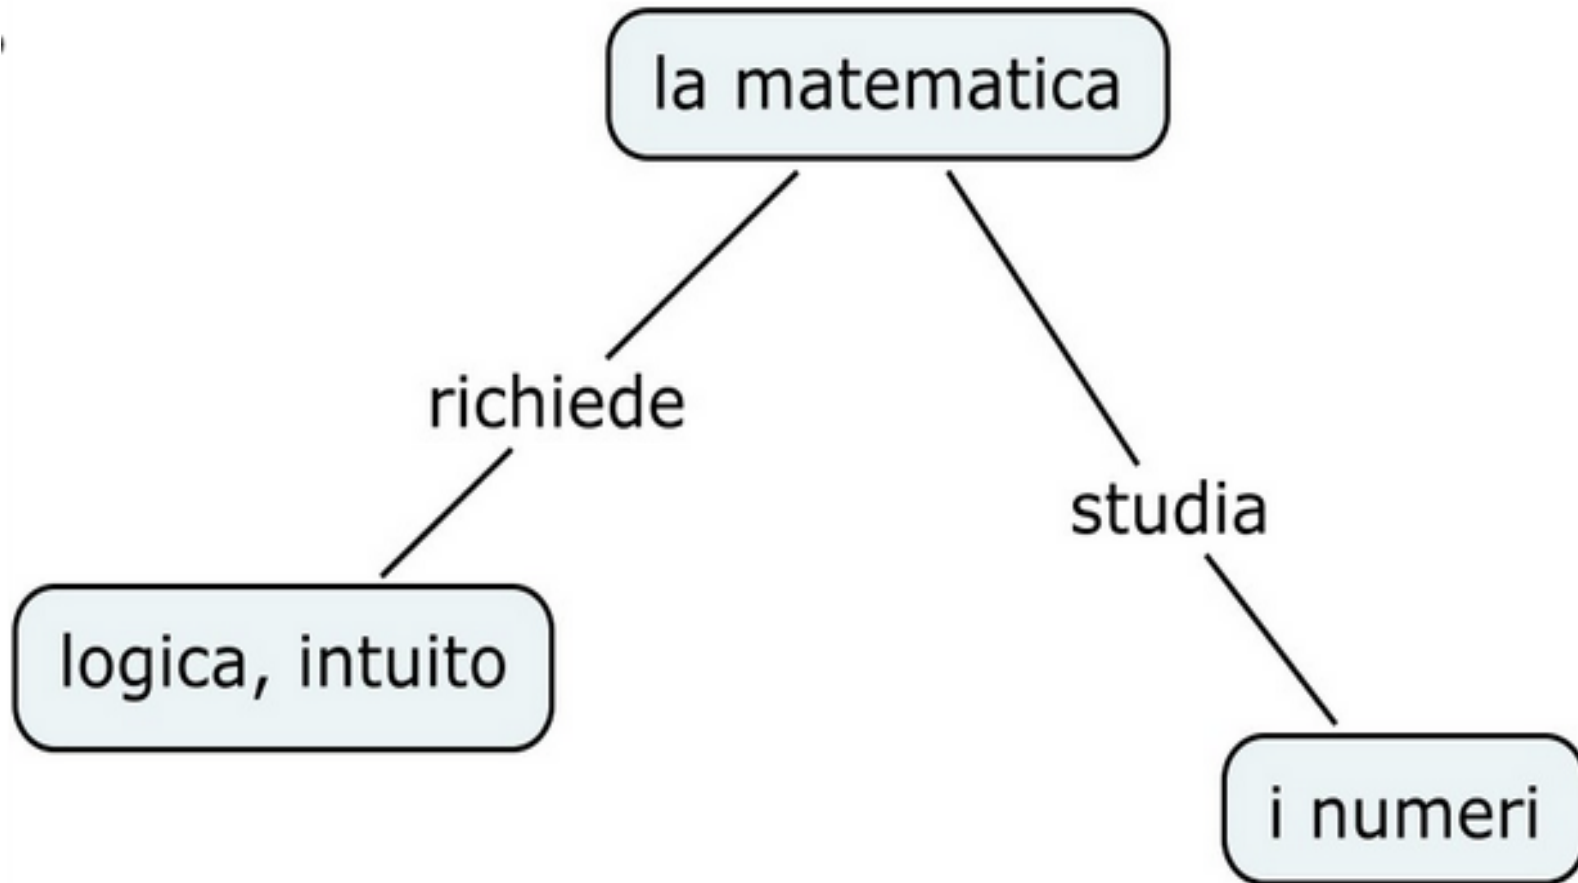 la matematica
richiede
studia
logica, intuito
i numeri